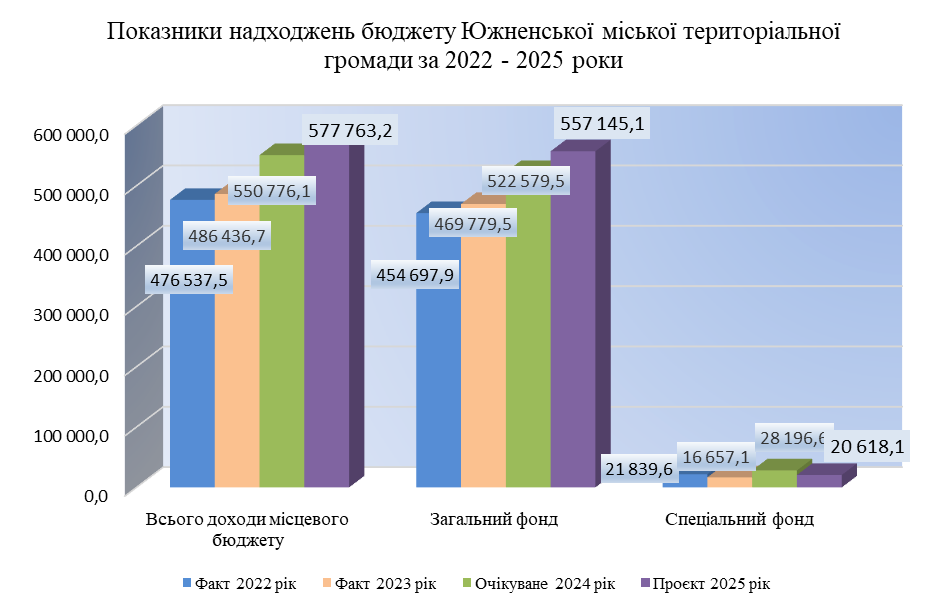 Показники надходжень бюджету Южненської міської територіальної
громади за 2022 - 2025 роки
600 000,0
500 000,0
400 000,0
300 000,0
200 000,0
100 000,0
0,0
577 763,2
550 776,1
486 436,7
476 537,5
557 145,1
522 579,5
469 779,5
454 697,9
21 839,6
16 657,1
28 196,6
20 618,1
Всього доходи місцевого
бюджету
Загальний фонд
Спеціальний фонд
Факт 2022 рік
Факт 2023 рік
Очікуване 2024 рік
Проєкт 2025 рік